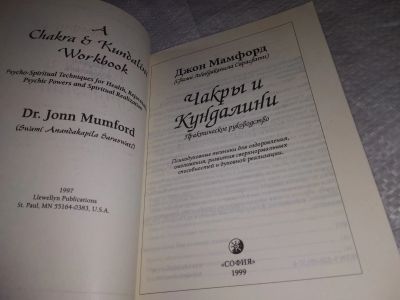 A
Chakra & Kundalini
Workbook
Psycho-Spiritual Techniques for Health, Rejuvenation,
Psychic Powers and Spiritual Realization
Dr. Jonn Mumford
(Swami Anandakapila Saraswati)
1997
Llewellyn Publications
St. Paul, MN 55164-0383, U.S.A.
Джон Мамфорд
(Свами Анандакапила Сарасвати)
Чакры и
Кундалини
Практическое руководство
Психодуховные техники для оздоровления,
омоложения, развития сверхнормальных
способностей и духовной реализации.
«СОФИЯ»
1999